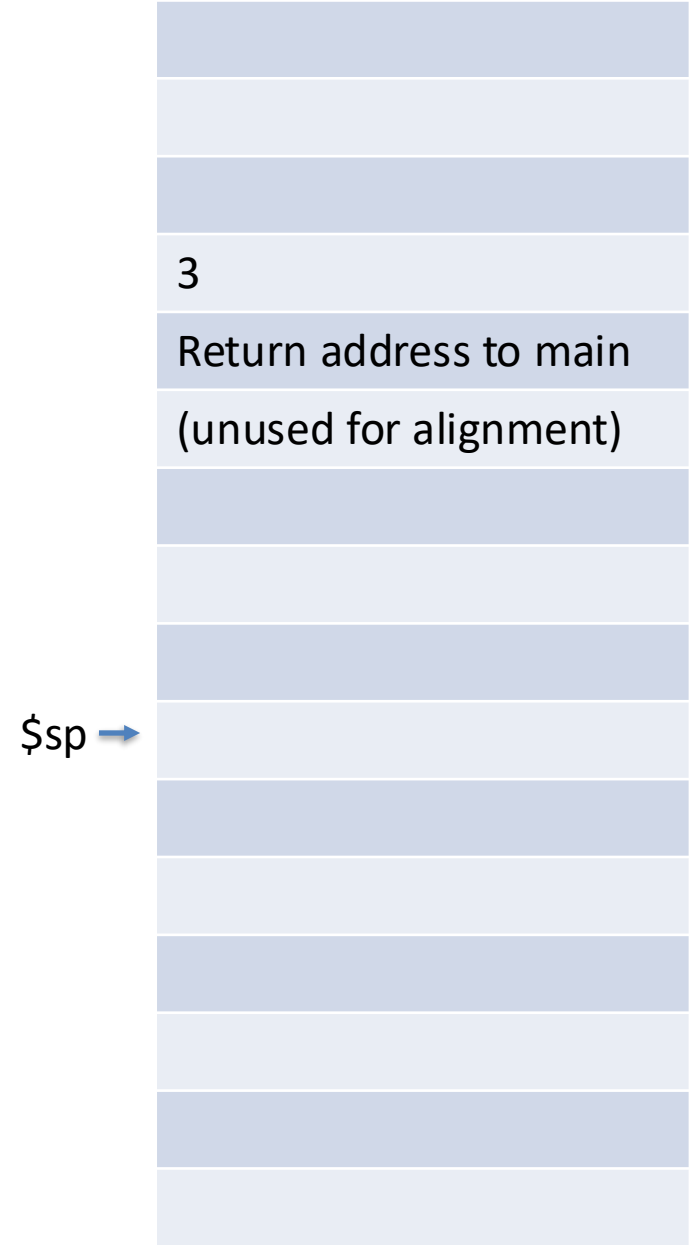 3
Return address to main
(unused for alignment)
$sp